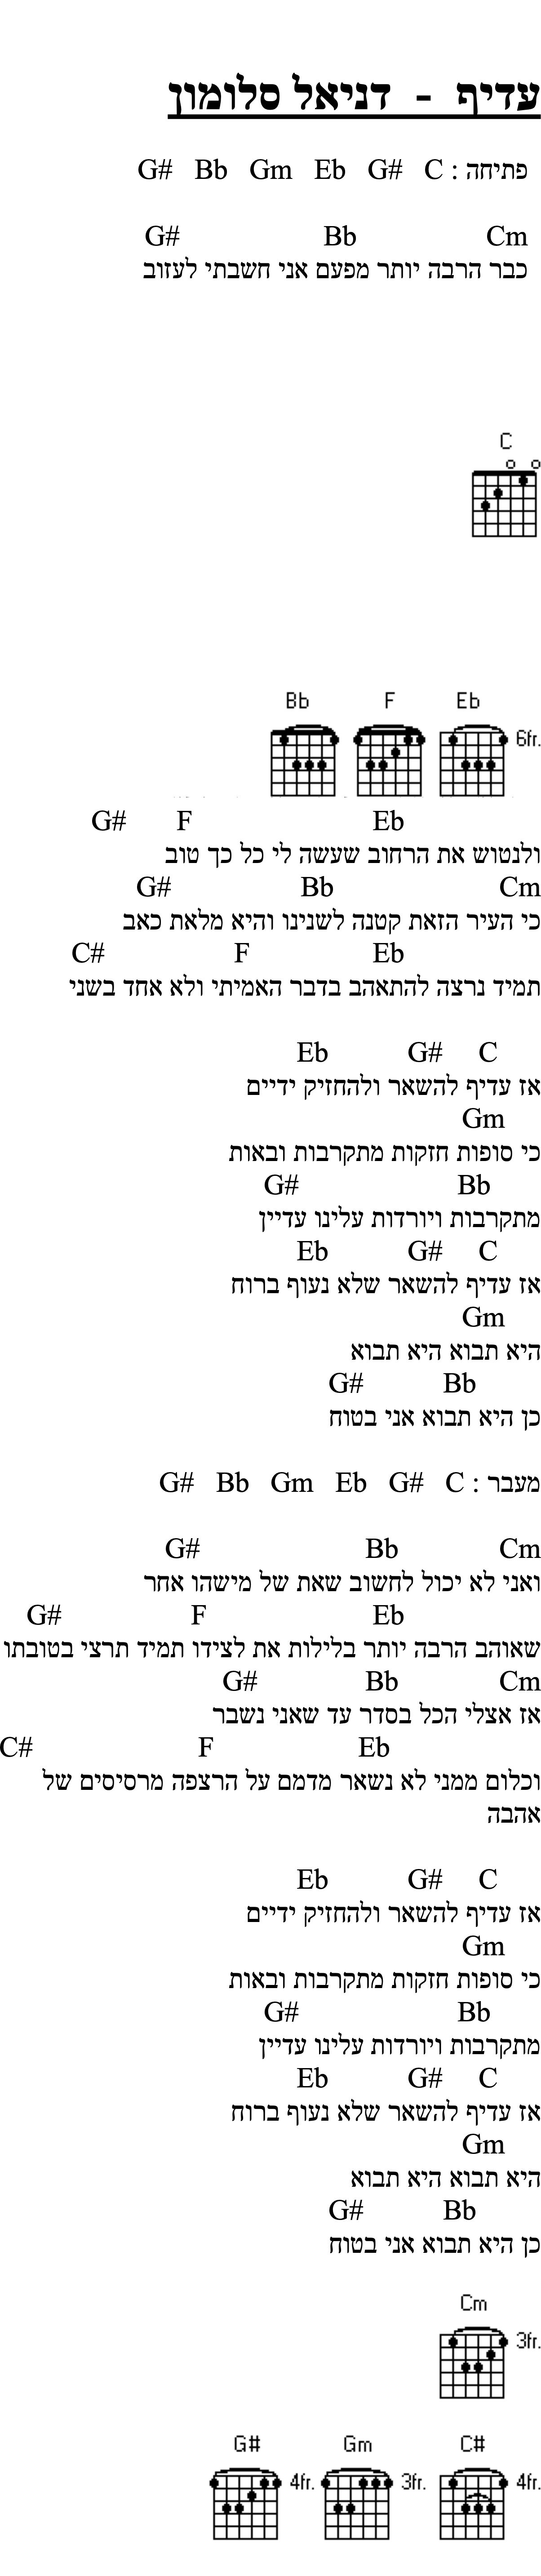 עדיף - דניאל סלומון
פתיחה : G# Bb Gm Eb G# C
G# Bb Cm
כבר הרבה יותר מפעם אני חשבתי לעזוב
C
Bb F Eb
6fr.
G# F Eb
ולנטוש את הרחוב שעשה לי כל כך טוב
G# Bb Cm
כי העיר הזאת קטנה לשנינו והיא מלאת כאב
C# F Eb
תמיד נרצה להתאהב בדבר האמיתי ולא אחד בשני
Eb G# C
אז עדיף להשאר ולהחזיק ידיים
Gm
כי סופות חזקות מתקרבות ובאות
G# Bb
מתקרבות ויורדות עלינו עדיין
Eb G# C
אז עדיף להשאר שלא נעוף ברוח
Gm
היא תבוא היא תבוא
G# Bb
כן היא תבוא אני בטוח
מעבר : G# Bb Gm Eb G# C
G# Bb Cm
ואני לא יכול לחשוב שאת של מישהו אחר
G# F Eb
שאוהב הרבה יותר בלילות את לצידו תמיד תרצי בטובתו
G# Bb Cm
אז אצלי הכל בסדר עד שאני נשבר
C# F Eb
וכלום ממני לא נשאר מדמם על הרצפה מרסיסים של
אהבה
Eb G# C
אז עדיף להשאר ולהחזיק ידיים
Gm
כי סופות חזקות מתקרבות ובאות
G# Bb
מתקרבות ויורדות עלינו עדיין
Eb G# C
אז עדיף להשאר שלא נעוף ברוח
Gm
היא תבוא היא תבוא
G# Bb
כן היא תבוא אני בטוח
Cm
3fr.
G# Gm C#
4fr. 3fr. 4fr.